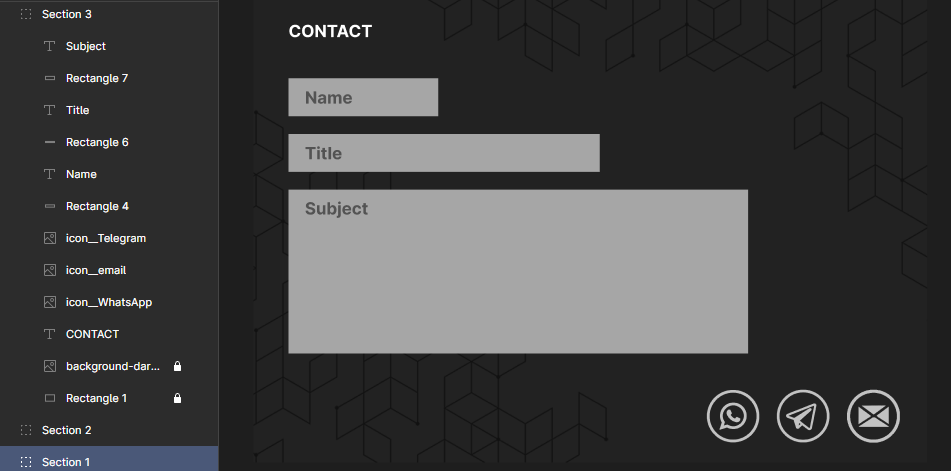 Section 3
Subject
Rectangle 7
Title
Rectangle 6
Name
Rectangle 4
icon__Telegram
icon__email
icon__WhatsApp
CONTACT
background-dar...
Rectangle 1
Section 2
Section 1
CONTACT
Name
Title
Subject